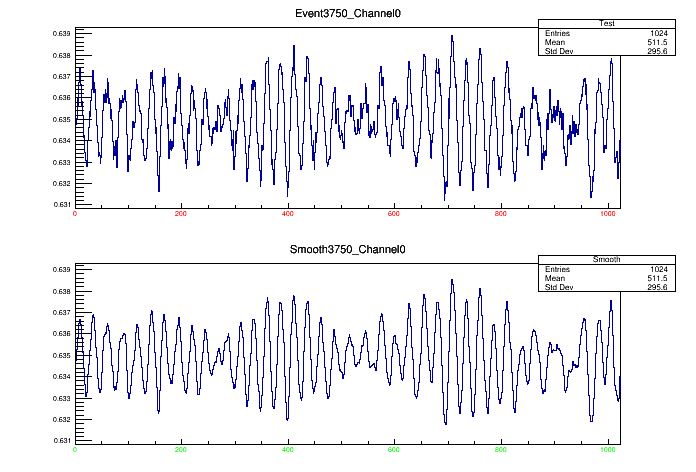 Event3750_Channel0
Test
Entries 1024
Mean 511.5
Std Dev 295.6
0.639
0.638
0.637
0.636
0.635
0.634
0.633
0.632
0.631
0 200 400 600 800 1000
Smooth3750_Channel0
Smooth
Entries 1024
Mean 511.5
Std Dev 295.6
0.639
0.638
0.637
0.636
0.635
0.634
0.633
0.632
0.631
0 200 400 600 800 1000